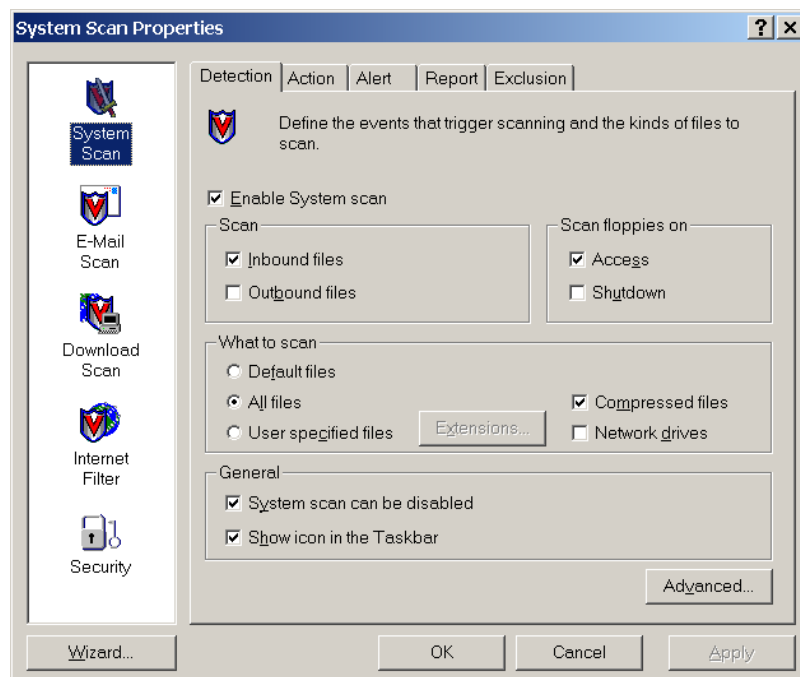 System Scan Properties
System
Scan
E-Mail
Scan
Download
Scan
Internet
Filter
Security
Wizard...
Detection Action Alert Report Exclusion
Define the events that trigger scanning and the kinds of files to
scan.
Enable System scan
Scan
Inbound files
Outbound files
Scan floppies on
Access
Shutdown
What to scan
Default files
All files
User specified files
Extensions...
Compressed files
Network drives
General
System scan can be disabled
Show icon in the Taskbar
Advanced...
OK Cancel Apply